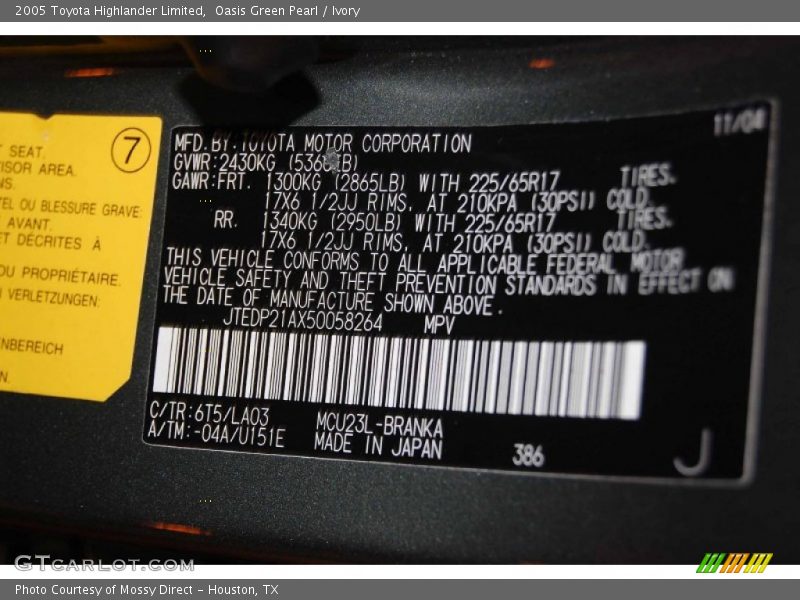 2005 Toyota Highlander Limited, Oasis Green Pearl / Ivory
7
SEAT.
AREA.
OU BLESSURE GRAVE:
AVANT.
DÉCRITES À
PROPRIÉTAIRE.
VERLETZUNGEN:
11/04
MFD.BY:TOYOTA MOTOR CORPORATION
GVWR:2430KG (5360LB)
GAWR:FRT. 1300KG (2865LB) WITH 225/65R17 TIRES.
17X6 1/2JJ RIMS, AT 210KPA (30PSI) COLD.
RR. 1340KG (2950LB) WITH 225/65R17 TIRES.
17X6 1/2JJ RIMS, AT 210KPA (30PSI) COLD.
THIS VEHICLE CONFORMS TO ALL APPLICABLE FEDERAL MOTOR
VEHICLE SAFETY AND THEFT PREVENTION STANDARDS IN EFFECT ON
THE DATE OF MANUFACTURE SHOWN ABOVE.
JTEDP21AX50058264 MPV
C/TR:6T5/LA03 MCU23L-BRANKA
A/TM:-04A/U151E MADE IN JAPAN 386
J
GTCARLOT.COM
Photo Courtesy of Mossy Direct - Houston, TX